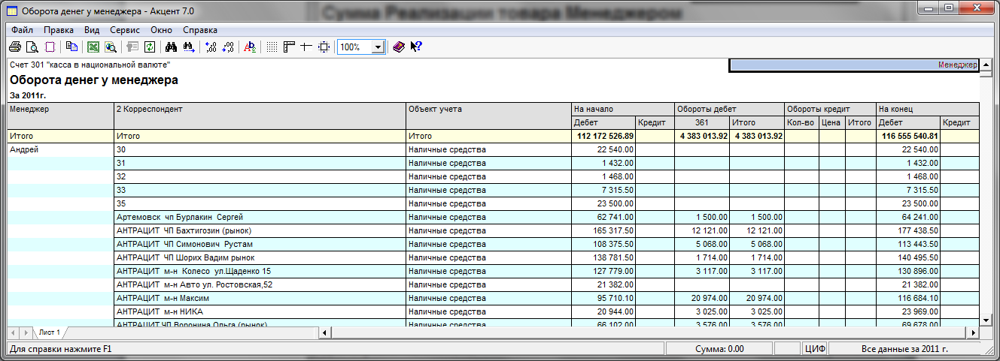 Сумма Реализации товара Менеджером
Оборота денег у менеджера - Акцент 7.0
Файл Правка Вид Сервис Окно Справка
100%
Счет 301 "касса в национальной валюте" Менеджер
Оборота денег у менеджера
За 2011г.
Менеджер 2 Корреспондент Объект учета На начало Обороты дебет Обороты кредит На конец
Дебет Кредит 361 Итого Кол-во Цена Итого Дебет Кредит
Итого Итого Итого 112 172 526.89 4 383 013.92 4 383 013.92 116 555 540.81
Андрей 30 Наличные средства 22 540.00 22 540.00
31 Наличные средства 1 432.00 1 432.00
32 Наличные средства 1 468.00 1 468.00
33 Наличные средства 7 315.50 7 315.50
35 Наличные средства 23 500.00 23 500.00
Артемовск чп Бурлакин Сергей Наличные средства 62 741.00 1 500.00 1 500.00 64 241.00
АНТРАЦИТ ЧП Бахтигозин (рынок) Наличные средства 165 317.50 12 121.00 12 121.00 177 438.50
АНТРАЦИТ ЧП Симонович Рустам Наличные средства 108 375.50 5 068.00 5 068.00 113 443.50
АНТРАЦИТ ЧП Шорих Вадим рынок Наличные средства 138 781.50 1 714.00 1 714.00 140 495.50
АНТРАЦИТ м-н Колесо ул.Щаденко 15 Наличные средства 127 779.00 3 117.00 3 117.00 130 896.00
АНТРАЦИТ м-н Авто ул. Ростовская,52 Наличные средства 21 382.00 21 382.00
АНТРАЦИТ м-н Максим Наличные средства 95 710.10 20 974.00 20 974.00 116 684.10
АНТРАЦИТ м-н НИКА Наличные средства 20 944.00 3 025.00 3 025.00 23 969.00
АНТРАЦИТ ЧП Воронина Ольга (рынок) Наличные средства 66 102.00 3 576.00 3 576.00 69 678.00
Лист 1
Для справки нажмите F1 Сумма: 0.00 ЦИФ Все данные за 2011 г.